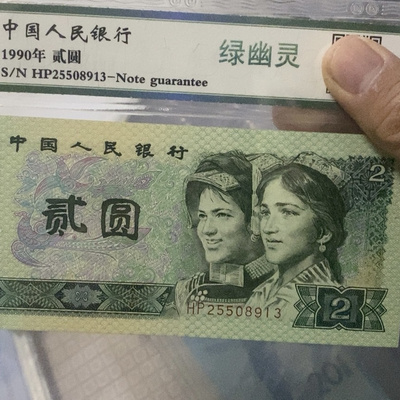 中国人民银行
1990年 贰圆
S/N HP25508913-Note guarantee
绿幽灵
中国人民银行
2
贰圆
HP25508913
2